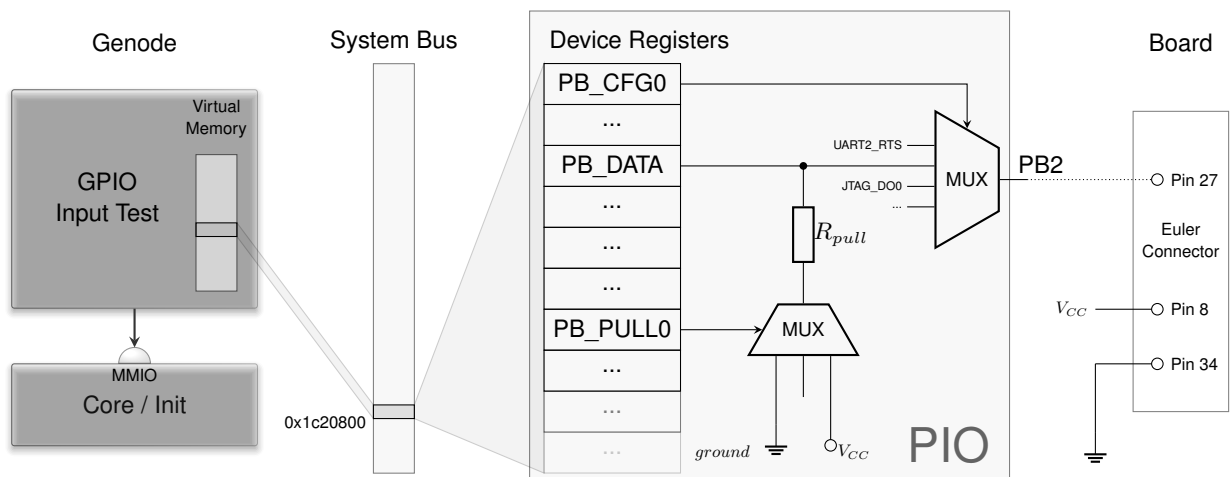 Genode
System Bus
Device Registers
Board
Virtual
Memory
GPIO
Input Test
MMIO
Core / Init
0x1c20800
PB_CFG0
...
PB_DATA
...
...
...
PB_PULL0
...
...
...
UART2_RTS
JTAG_DO0
...
MUX
PB2
R_pull
MUX
ground
V_CC
PIO
Pin 27
Euler
Connector
V_CC
Pin 8
Pin 34